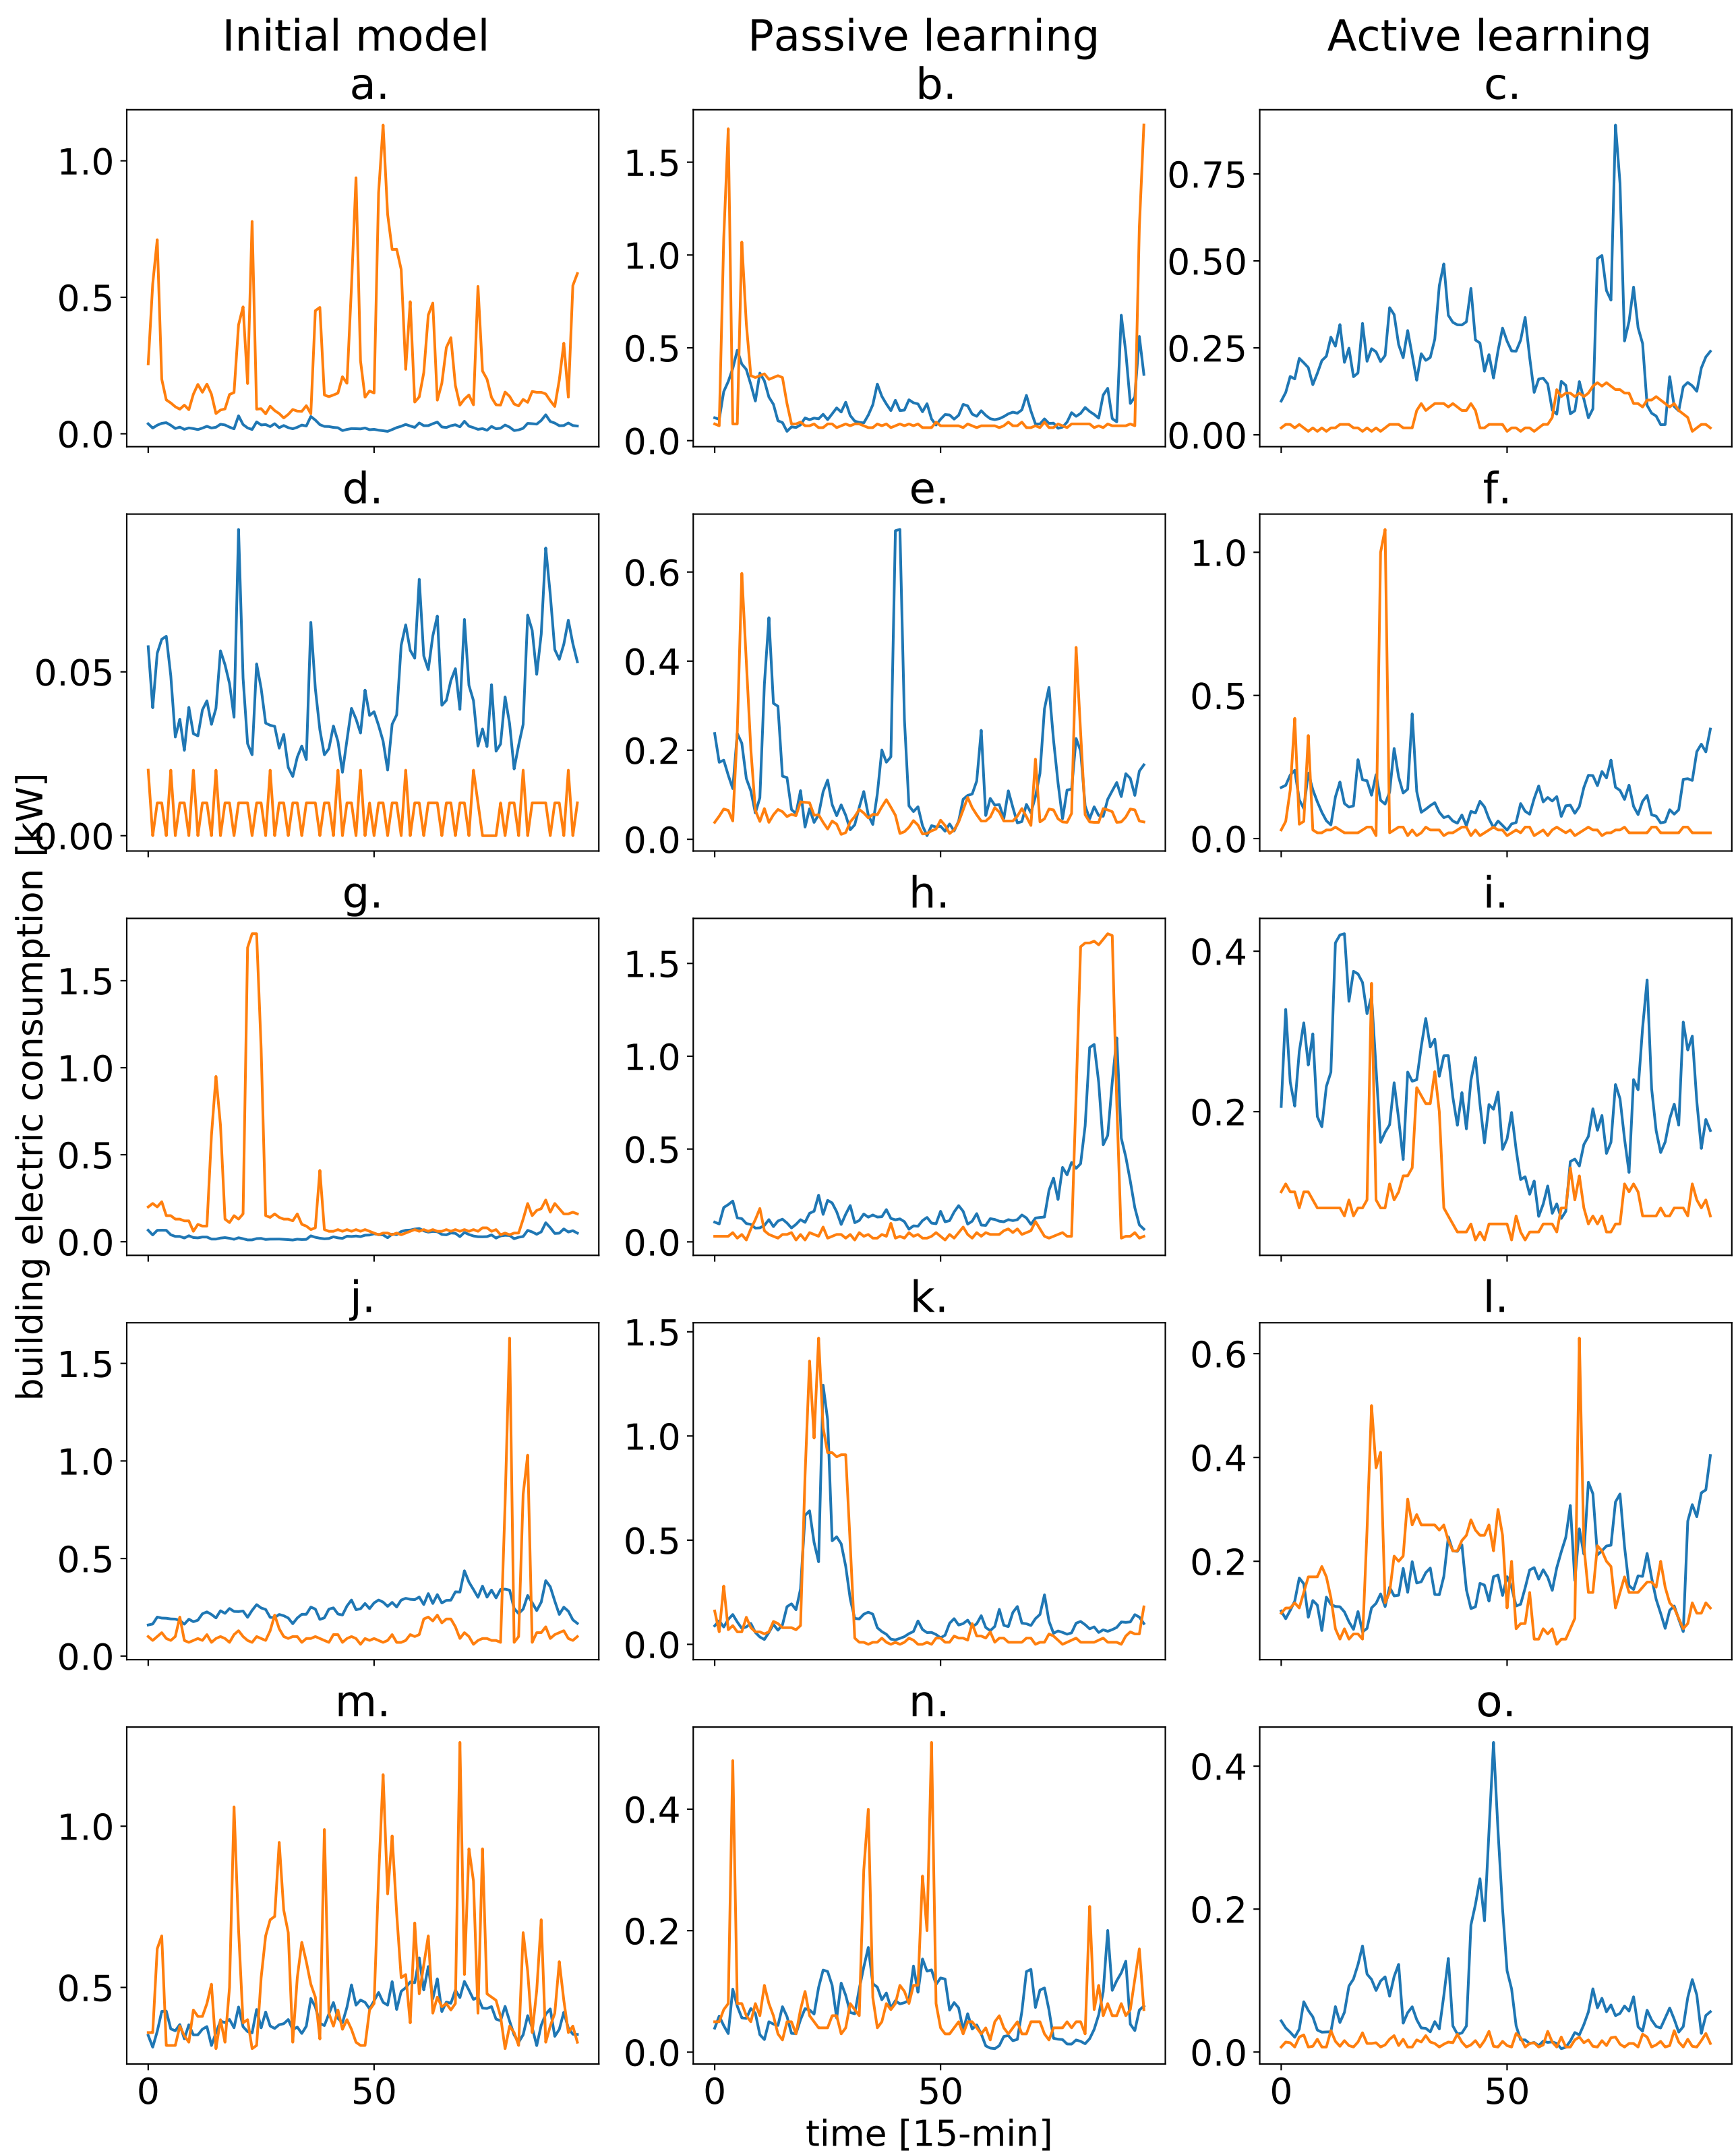 Initial model
Passive learning
Active learning
a.
b.
c.
1.0
0.5
0.0
1.5
1.0
0.5
0.0
0.75
0.50
0.25
0.00
d.
e.
f.
0.05
0.00
0.6
0.4
0.2
0.0
1.0
0.5
0.0
building electric consumption [kW]
g.
h.
i.
1.5
1.0
0.5
0.0
1.5
1.0
0.5
0.0
0.4
0.2
j.
k.
l.
1.5
1.0
0.5
0.0
1.5
1.0
0.5
0.0
0.6
0.4
0.2
m.
n.
o.
1.0
0.5
0.4
0.2
0.0
0.4
0.2
0.0
0 50
0 50
0 50
time [15-min]